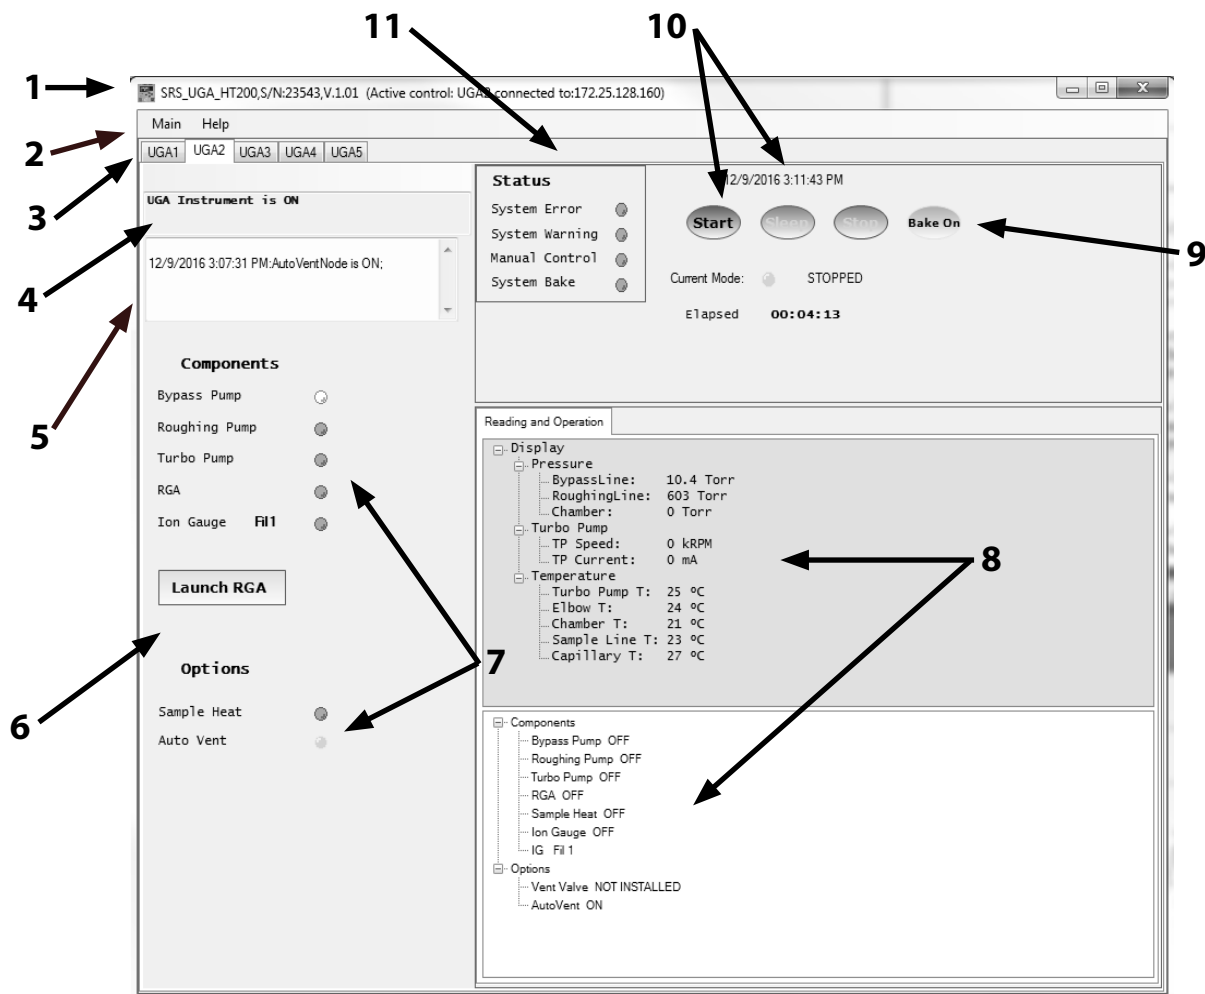 11
10
1
SRS_UGA_HT200,S/N:23543,V.1.01 (Active control: UGA2 connected to:172.25.128.160)
2
Main Help
3
UGA1 UGA2 UGA3 UGA4 UGA5
4
UGA Instrument is ON
5
12/9/2016 3:07:31 PM:AutoVentNode is ON;
Status
System Error
System Warning
Manual Control
System Bake
12/9/2016 3:11:43 PM
Start Sleep Stop Bake On
9
Current Mode: STOPPED
Elapsed 00:04:13
Components
Bypass Pump
Roughing Pump
Turbo Pump
RGA
Ion Gauge Fil1
Launch RGA
6
7
Options
Sample Heat
Auto Vent
Reading and Operation
Display
Pressure
BypassLine: 10.4 Torr
RoughingLine: 603 Torr
Chamber: 0 Torr
Turbo Pump
TP Speed: 0 kRPM
TP Current: 0 mA
8
Temperature
Turbo Pump T: 25 ºC
Elbow T: 24 ºC
Chamber T: 21 ºC
Sample Line T: 23 ºC
Capillary T: 27 ºC
Components
Bypass Pump OFF
Roughing Pump OFF
Turbo Pump OFF
RGA OFF
Sample Heat OFF
Ion Gauge OFF
IG Fil 1
Options
Vent Valve NOT INSTALLED
AutoVent ON